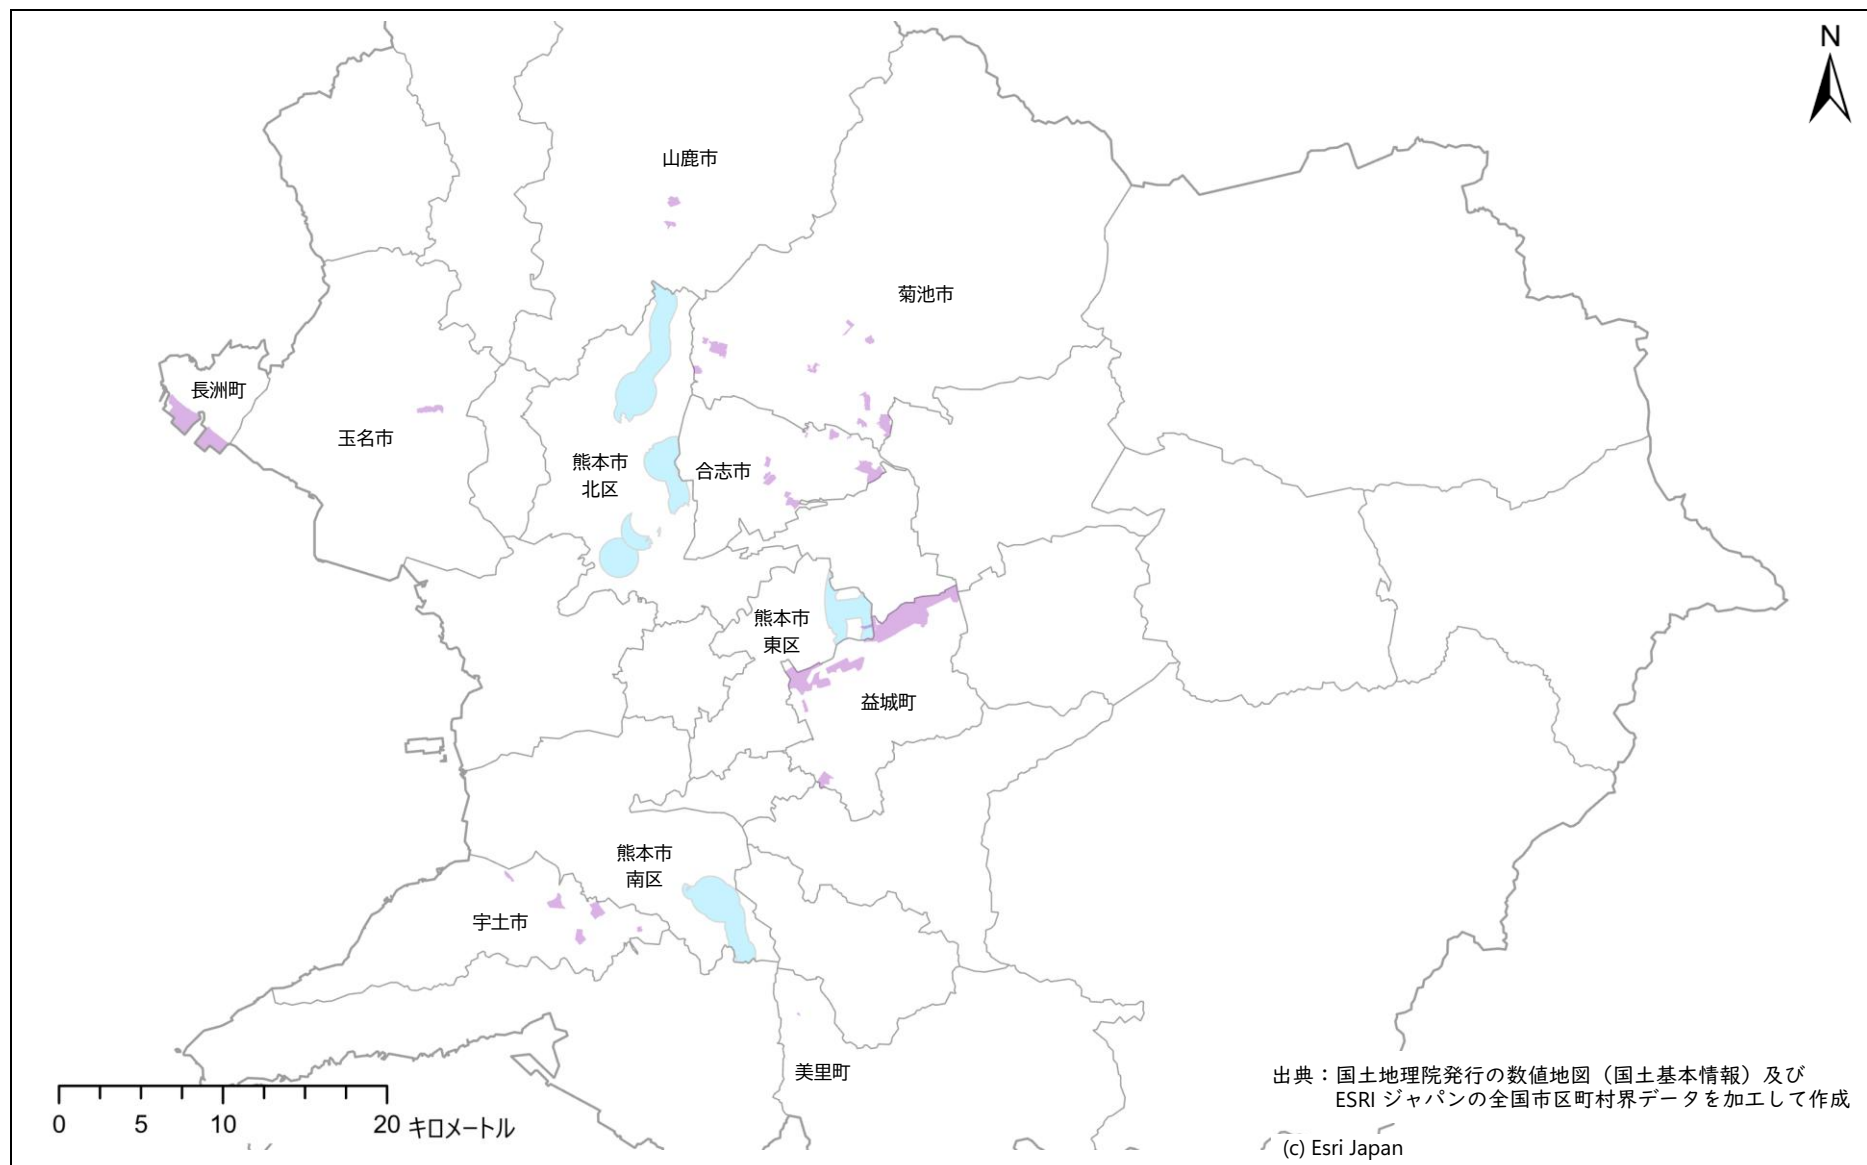 N
山鹿市
菊池市
長洲町
玉名市
熊本市
北区
合志市
熊本市
東区
益城町
熊本市
南区
宇土市
美里町
出典：国土地理院発行の数値地図（国土基本情報）及び
ESRI ジャパンの全国市区町村界データを加工して作成
0 5 10 20 キロメートル
(c) Esri Japan